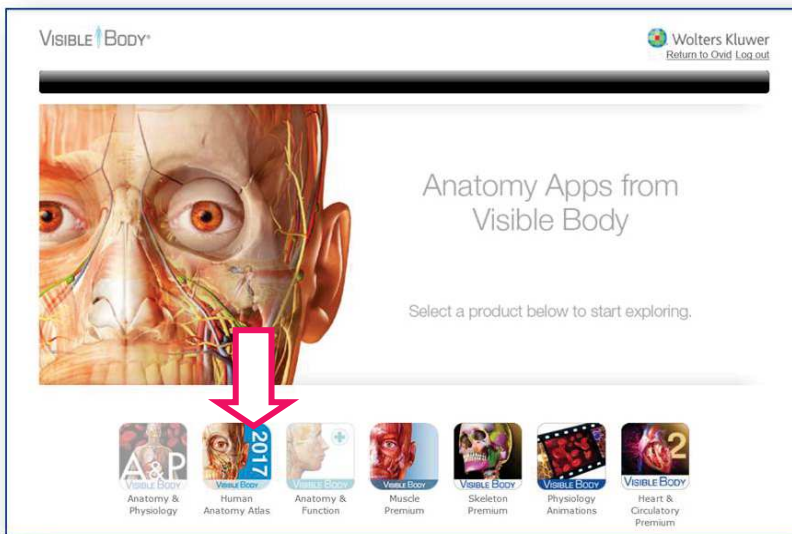 VISIBLE BODY®
Wolters Kluwer
Return to Ovid Log out
Anatomy Apps from
Visible Body
Select a product below to start exploring.
A&P
VISIBLE BODY
2017
VISIBLE BODY
VISIBLE BODY
VISIBLE BODY
VISIBLE BODY
VISIBLE BODY
2
VISIBLE BODY
Anatomy &
Physiology
Human
Anatomy Atlas
Anatomy &
Function
Muscle
Premium
Skeleton
Premium
Physiology
Animations
Heart &
Circulatory
Premium